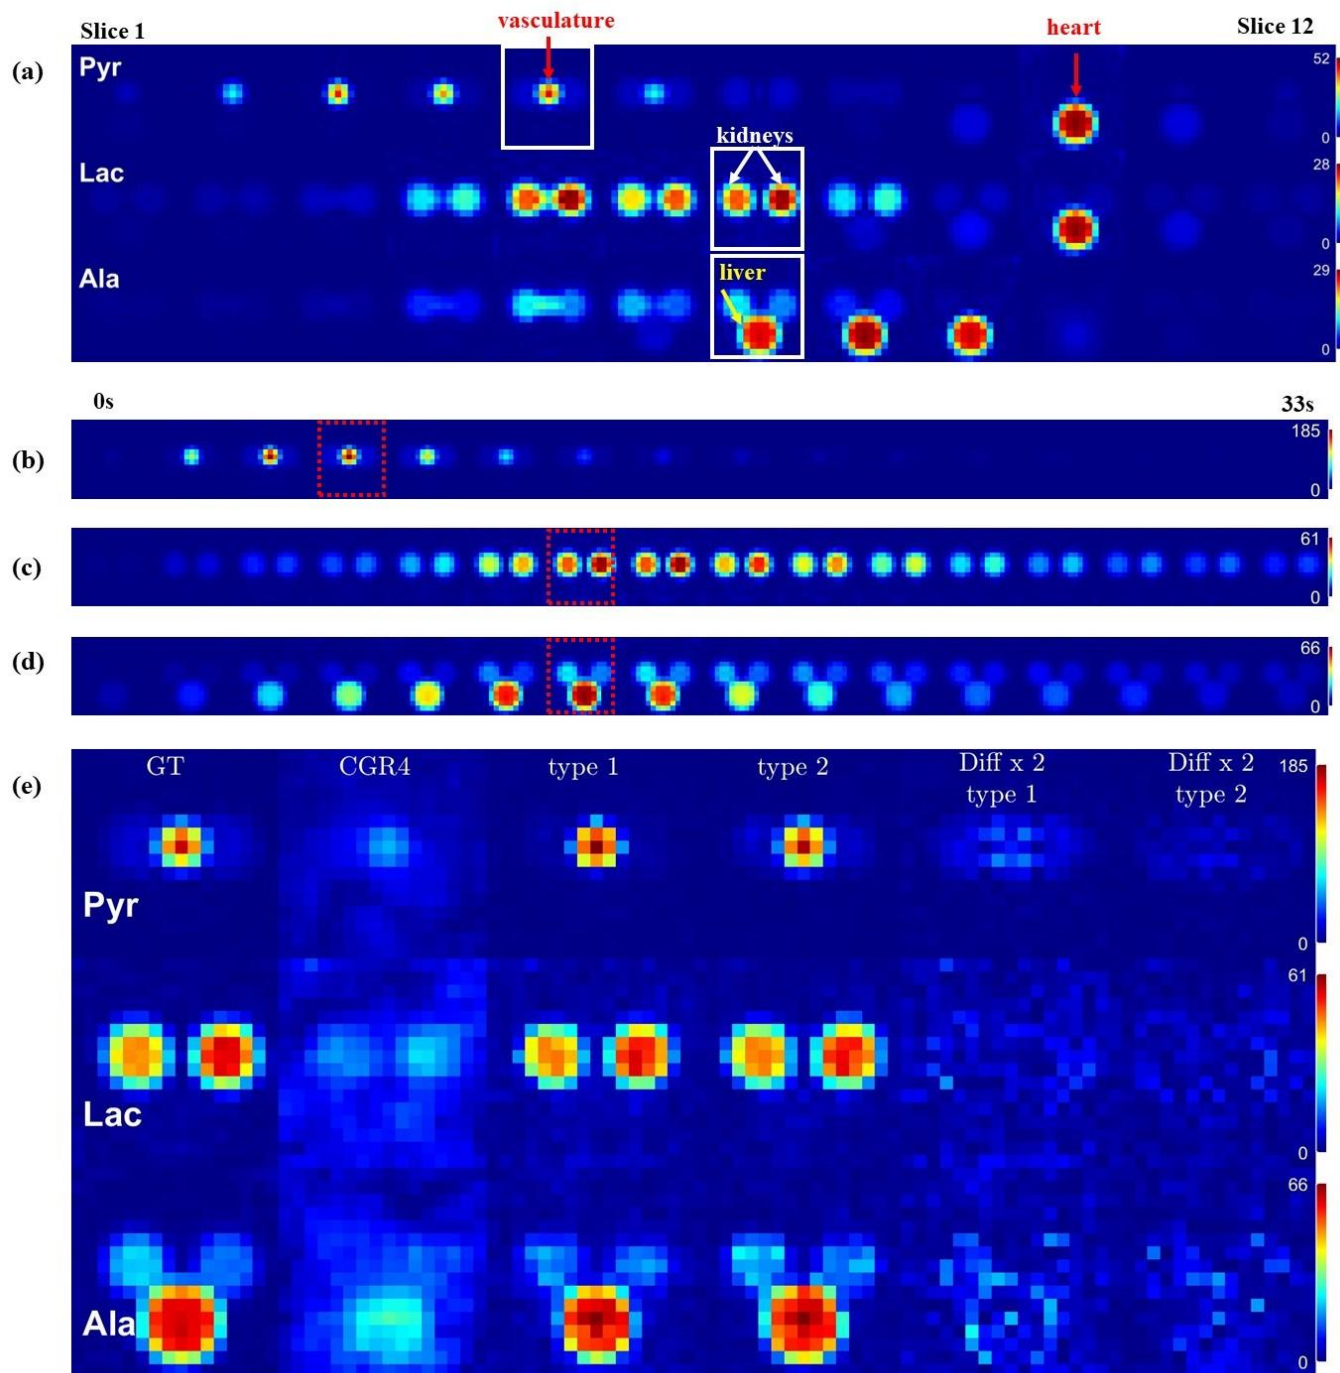 Slice 1
vasculature
heart
Slice 12
(a)
Pyr
52
0
kidneys
Lac
28
0
Ala
liver
29
0
0s
33s
(b)
185
0
(c)
61
0
(d)
66
0
(e)
GT
CGR4
type 1
type 2
Diff x 2
type 1
Diff x 2
type 2
185
Pyr
0
61
Lac
0
66
Ala
0